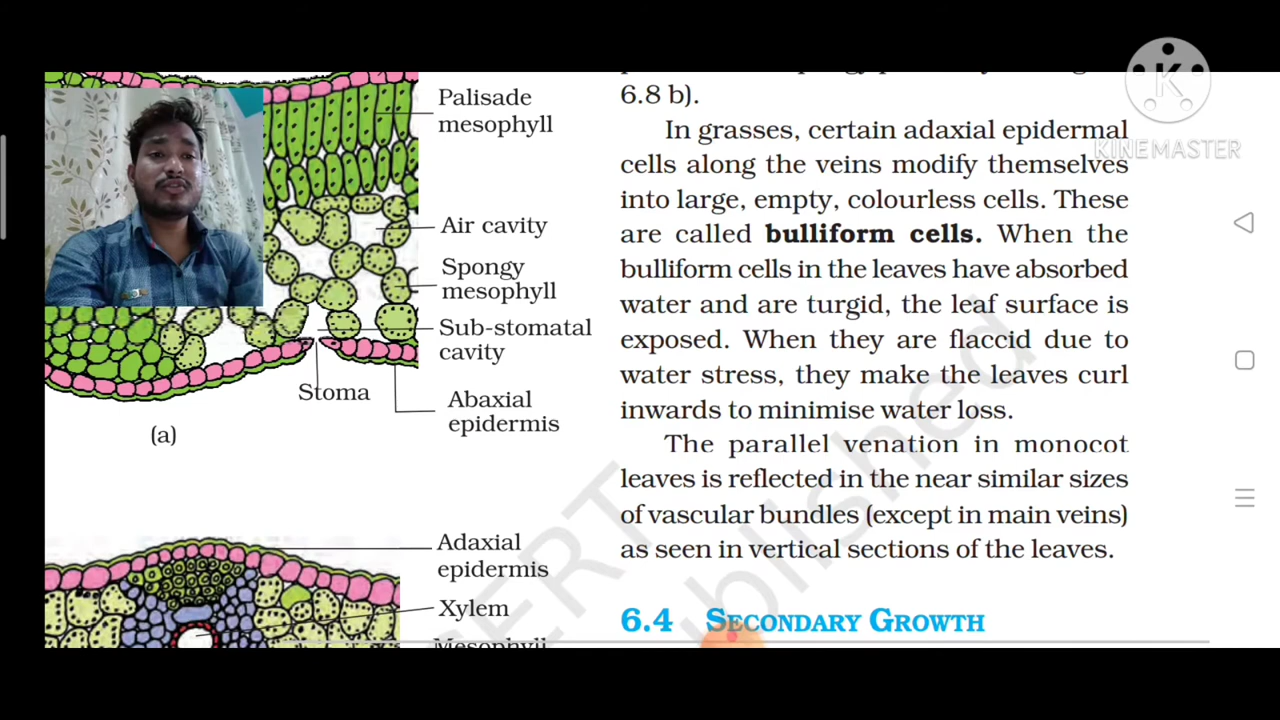 Palisade
mesophyll
Air cavity
Spongy
mesophyll
Sub-stomatal
cavity
Stoma
Abaxial
epidermis
(a)
Adaxial
epidermis
Xylem
Mesophyll
6.8 b).
In grasses, certain adaxial epidermal
cells along the veins modify themselves
into large, empty, colourless cells. These
are called bulliform cells. When the
bulliform cells in the leaves have absorbed
water and are turgid, the leaf surface is
exposed. When they are flaccid due to
water stress, they make the leaves curl
inwards to minimise water loss.
The parallel venation in monocot
leaves is reflected in the near similar sizes
of vascular bundles (except in main veins)
as seen in vertical sections of the leaves.
6.4 SECONDARY GROWTH
K
KINEMASTER